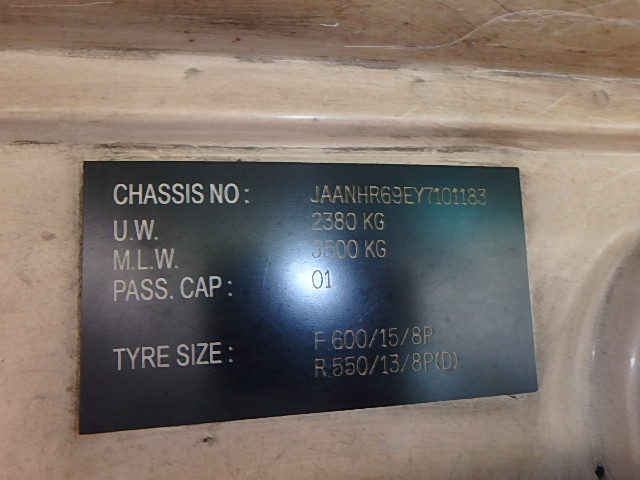 CHASSIS NO : JAANHR69EY7101183
U.W. 2380 KG
M.L.W. 3500 KG
PASS. CAP : 01
TYRE SIZE : F 600/15/8P
R 550/13/8P(D)